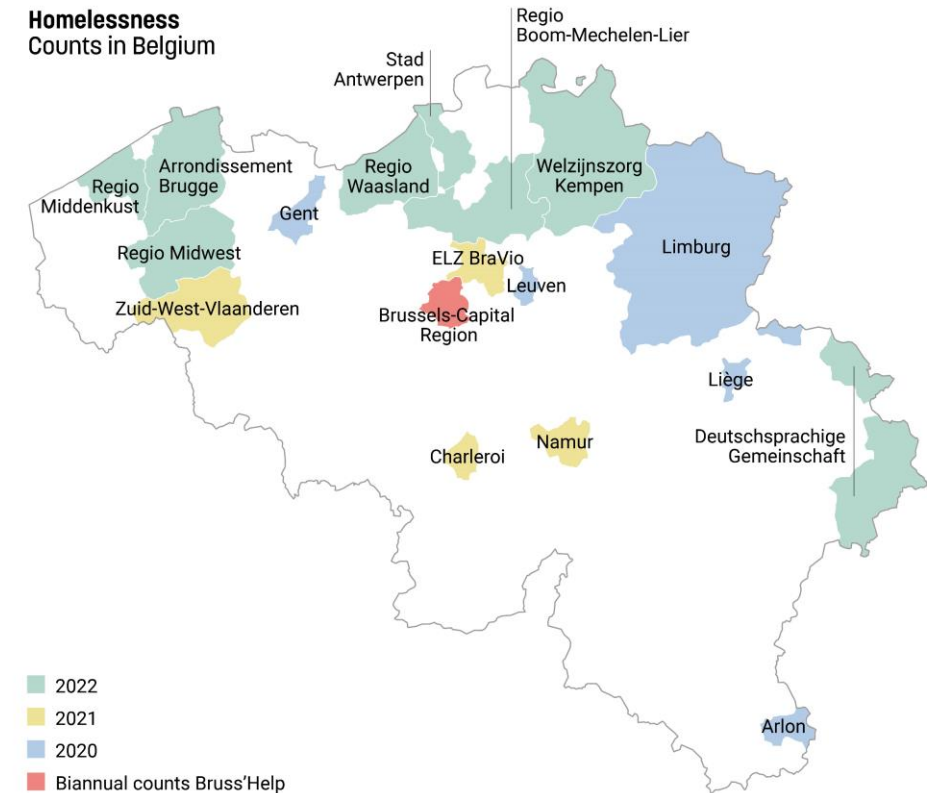 Homelessness
Counts in Belgium
Regio
Boom-Mechelen-Lier
Stad
Antwerpen
Arrondissement
Brugge
Regio
Middenkust
Regio
Waasland
Welzijnszorg
Kempen
Gent
Regio Midwest
Limburg
ELZ BraVio
Leuven
Zuid-West-Vlaanderen
Brussels-Capital
Region
Liège
Deutschsprachige
Gemeinschaft
Charleroi
Namur
Arlon
2022
2021
2020
Biannual counts Bruss'Help